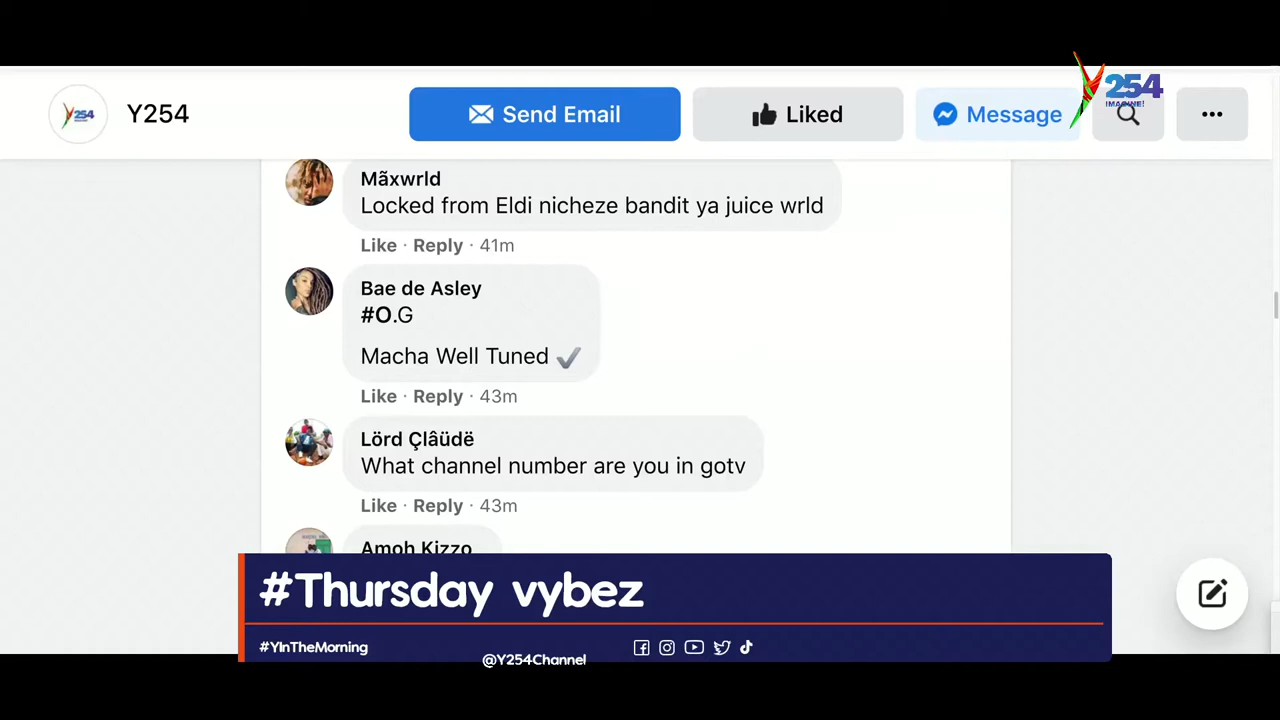 Y254
Y254
Send Email
Liked
Message
Y254
IMAGINE!
Mãxwrld
Locked from Eldi nicheze bandit ya juice wrld
Like · Reply · 41m
Bae de Asley
#O.G
Macha Well Tuned ✓
Like · Reply · 43m
Lörd Çlâüdë
What channel number are you in gotv
Like · Reply · 43m
Amoh Kizzo
#Thursday vybez
#YInTheMorning
@Y254Channel